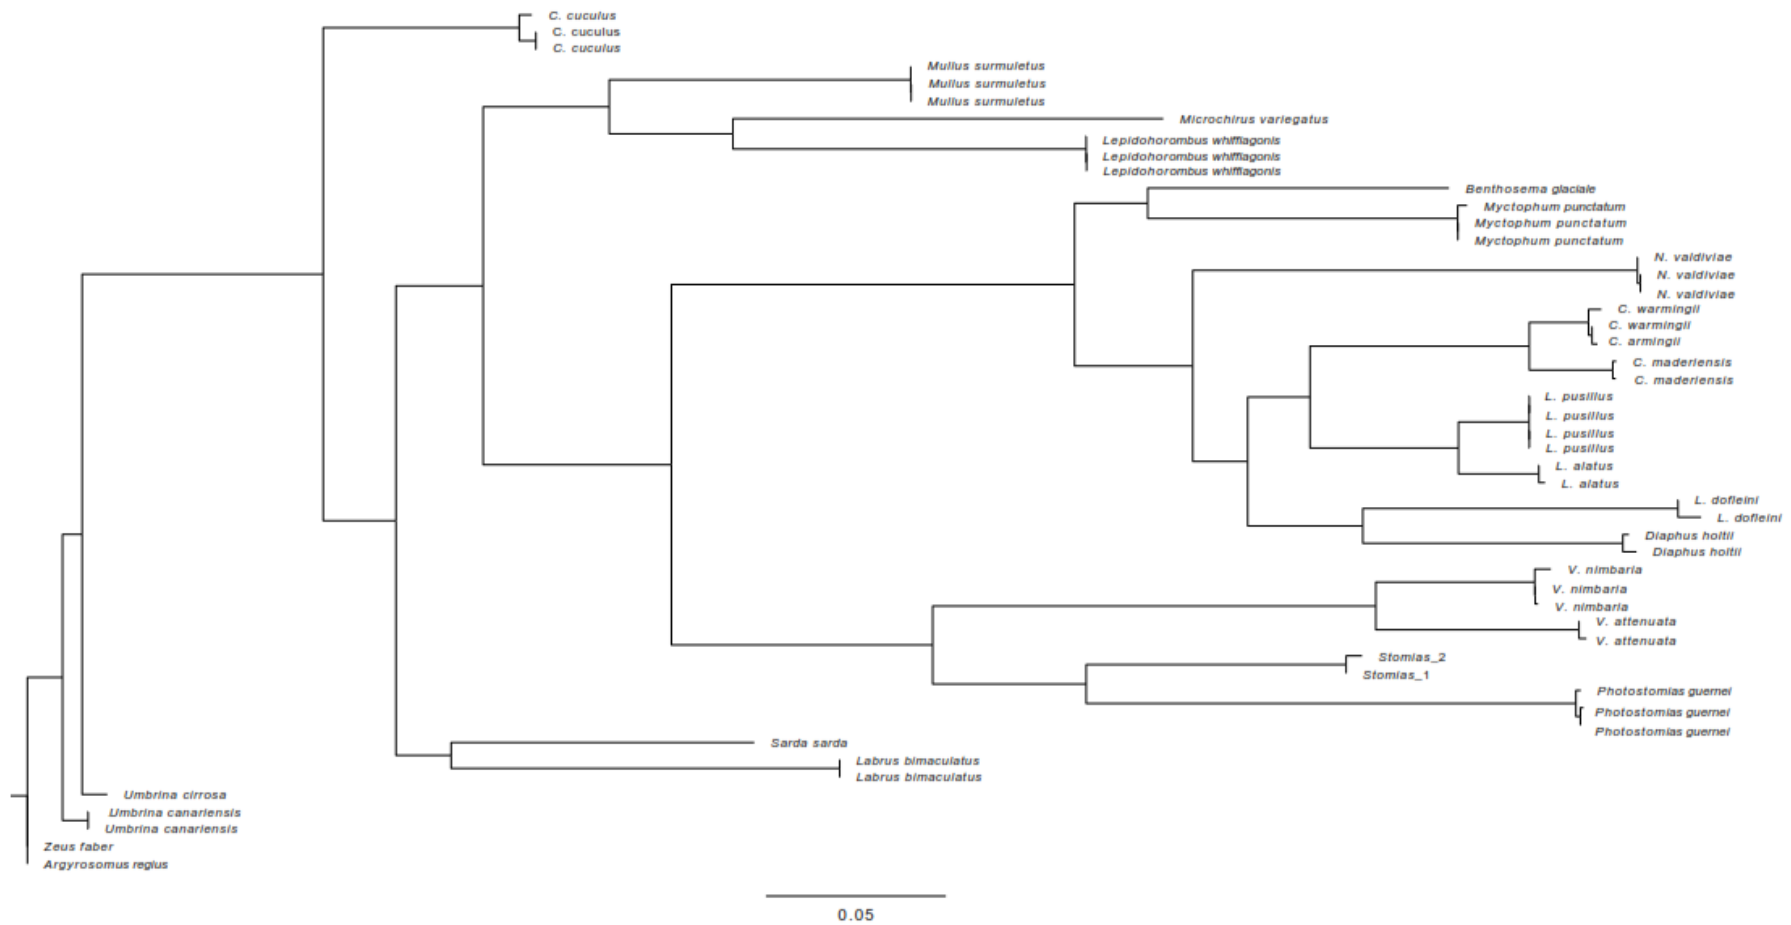 C. cuculus
C. cuculus
C. cuculus
Mullus surmuletus
Mullus surmuletus
Mullus surmuletus
Microchirus variegatus
Lepidohorombus whiffiagonis
Lepidohorombus whiffiagonis
Lepidohorombus whiffiagonis
Benthosema glaciale
Myctophum punctatum
Myctophum punctatum
Myctophum punctatum
N. valdiviae
N. valdiviae
N. valdiviae
C. warmingii
C. warmingii
C. armingii
C. maderiensis
C. maderiensis
L. pusillus
L. pusillus
L. pusillus
L. pusillus
L. alatus
L. alatus
L. dofleini
L. dofleini
Diaphus holtii
Diaphus holtii
V. nimbaria
V. nimbaria
V. nimbaria
V. attenuata
V. attenuata
Stomias_2
Stomias_1
Photostomias guernei
Photostomias guernei
Photostomias guernei
Sarda sarda
Labrus bimaculatus
Labrus bimaculatus
Umbrina cirrosa
Umbrina canariensis
Umbrina canariensis
Zeus faber
Argyrosomus regius
0.05